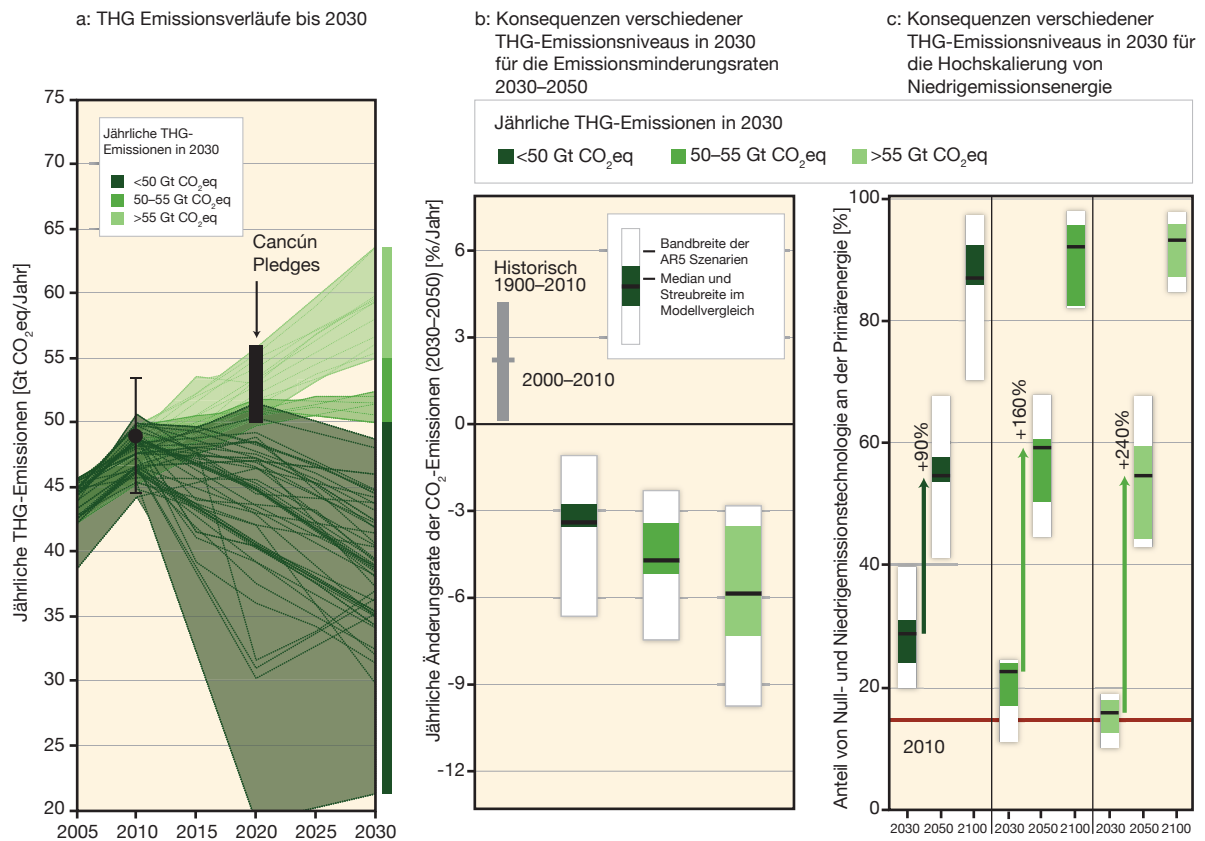 a: THG Emissionsverläufe bis 2030
75
70
65
60
55
50
45
40
35
30
25
20
2005
2010
2015
2020
2025
2030
Jährliche THG-Emissionen [Gt CO₂eq/Jahr]
Jährliche THG-
Emissionen in 2030
<50 Gt CO₂eq
50–55 Gt CO₂eq
>55 Gt CO₂eq
Cancún
Pledges
b: Konsequenzen verschiedener
THG-Emissionsniveaus in 2030
für die Emissionsminderungsraten
2030–2050
c: Konsequenzen verschiedener
THG-Emissionsniveaus in 2030 für
die Hochskalierung von
Niedrigemissionsenergie
Jährliche THG-Emissionen in 2030
<50 Gt CO₂eq 50–55 Gt CO₂eq >55 Gt CO₂eq
Jährliche Änderungsrate der CO₂-Emissionen (2030–2050) [%/Jahr]
6
3
0
-3
-6
-9
-12
Historisch
1900–2010
2000–2010
Bandbreite der
AR5 Szenarien
Median und
Streubreite im
Modellvergleich
Anteil von Null- und Niedrigemissionstechnologie an der Primärenergie [%]
100
80
60
40
20
0
+90%
+160%
+240%
2010
2030 2050 2100 2030 2050 2100 2030 2050 2100